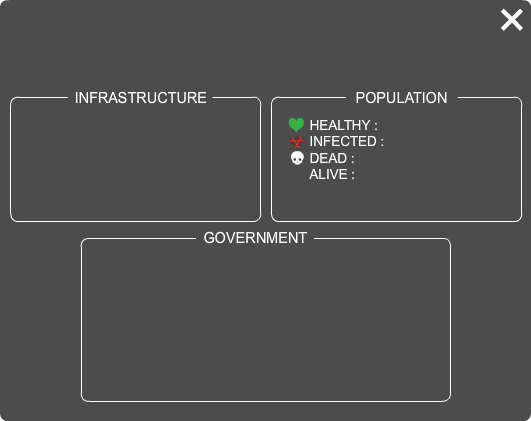 INFRASTRUCTURE
POPULATION
HEALTHY :
INFECTED :
DEAD :
ALIVE :
GOVERNMENT